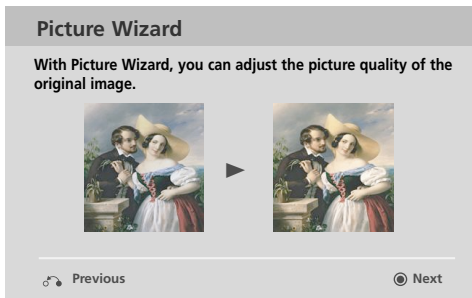 Picture Wizard
With Picture Wizard, you can adjust the picture quality of the
original image.
Previous
Next